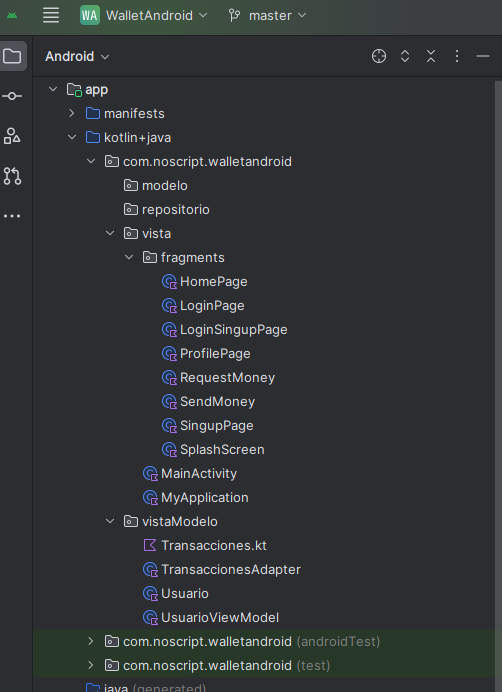 WA WalletAndroid master
Android
app
manifests
kotlin+java
com.noscript.walletandroid
modelo
repositorio
vista
fragments
HomePage
LoginPage
LoginSingupPage
ProfilePage
RequestMoney
SendMoney
SingupPage
SplashScreen
MainActivity
MyApplication
vistaModelo
Transacciones.kt
TransaccionesAdapter
Usuario
UsuarioViewModel
com.noscript.walletandroid (androidTest)
com.noscript.walletandroid (test)
java (generated)